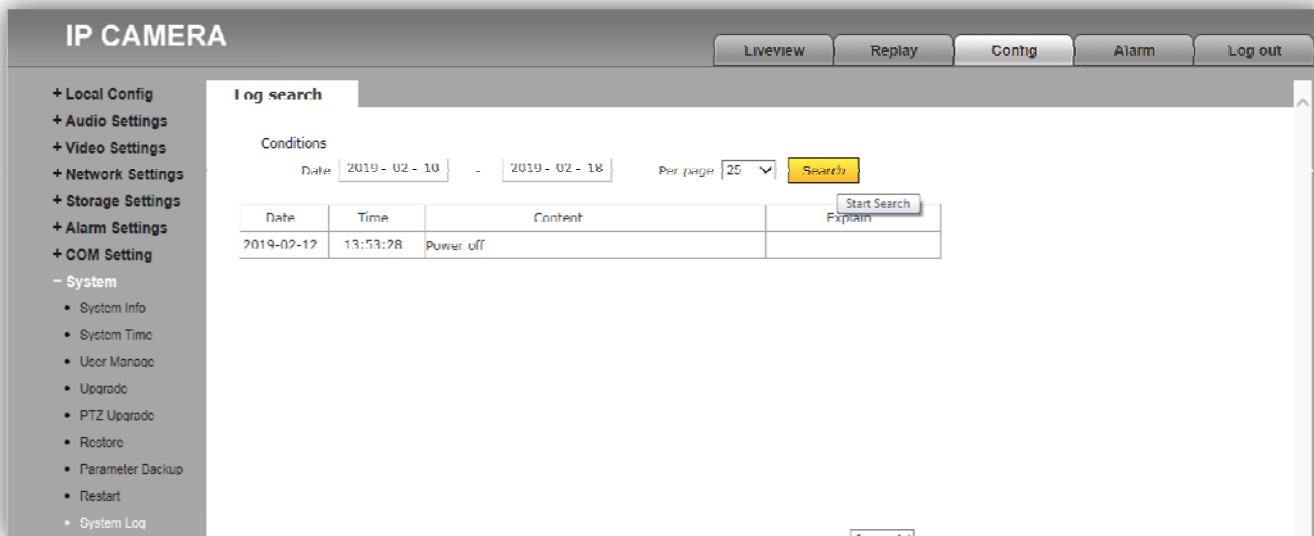 IP CAMERA
Liveview Replay Config Alarm Log out
+ Local Config
+ Audio Settings
+ Video Settings
+ Network Settings
+ Storage Settings
+ Alarm Settings
+ COM Setting
− System
• System Info
• System Time
• User Manage
• Upgrade
• PTZ Upgrade
• Restore
• Parameter Backup
• Restart
• System Log
Log search
Conditions
Date 2019 - 02 - 10 - 2019 - 02 - 18 Per page 25 Search
Start Search
Date Time Content Explain
2019-02-12 13:53:28 Power off